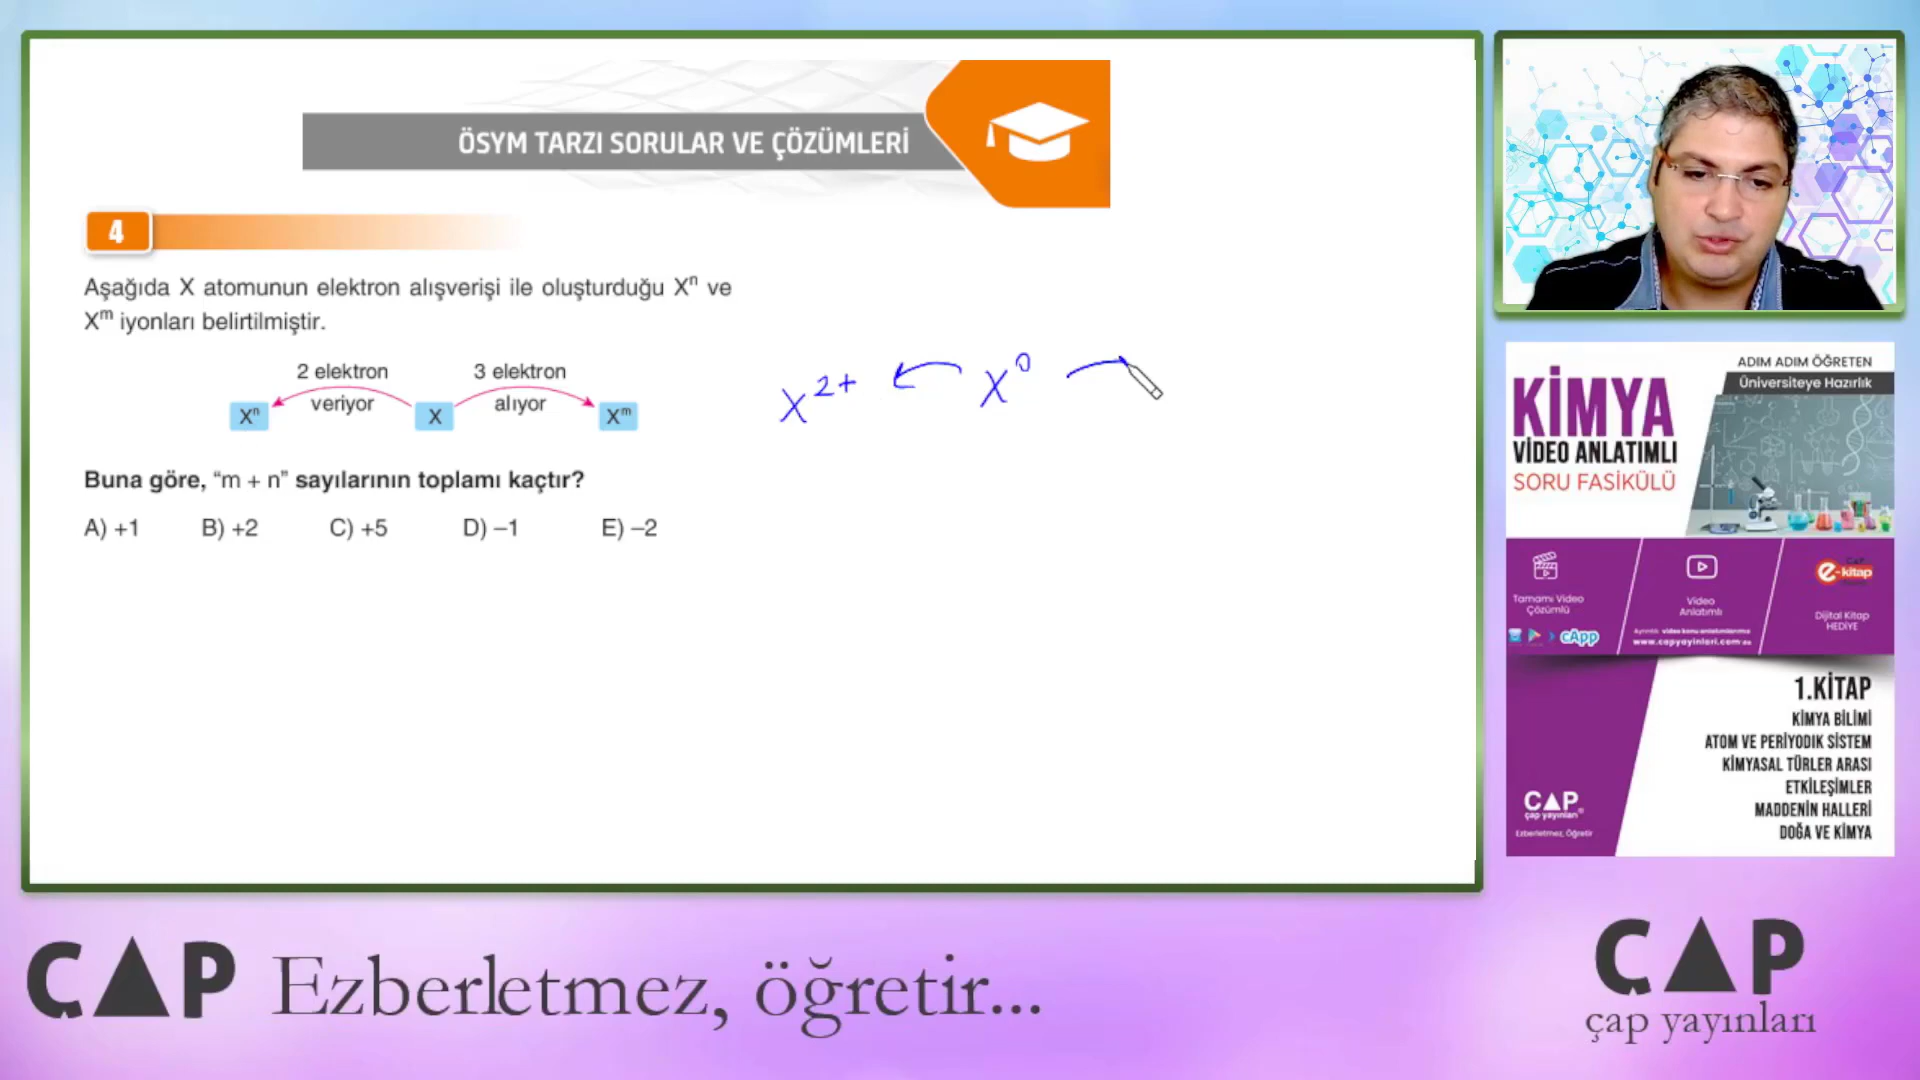 ÖSYM TARZI SORULAR VE ÇÖZÜMLERİ
4
Aşağıda X atomunun elektron alışverişi ile oluşturduğu Xⁿ ve
Xᵐ iyonları belirtilmiştir.
2 elektron
veriyor
3 elektron
alıyor
Xⁿ
X
Xᵐ
X²⁺
X⁰
Buna göre, “m + n” sayılarının toplamı kaçtır?
A) +1 B) +2 C) +5 D) –1 E) –2
ADIM ADIM ÖĞRETEN
Üniversiteye Hazırlık
KİMYA
VİDEO ANLATIMLI
SORU FASİKÜLÜ
Tamamı Video
Çözümlü
cApp
Video
Anlatımlı
www.capyayinlari.com
e-kitap
Dijital Kitap
HEDİYE
1.KİTAP
KİMYA BİLİMİ
ATOM VE PERİYODIK SİSTEM
KİMYASAL TÜRLER ARASI
ETKİLEŞİMLER
MADDENİN HALLERİ
DOĞA VE KİMYA
ÇAP
çap yayınları
Ezberletmez, Öğretir
ÇAP Ezberletmez, öğretir...
ÇAP
çap yayınları